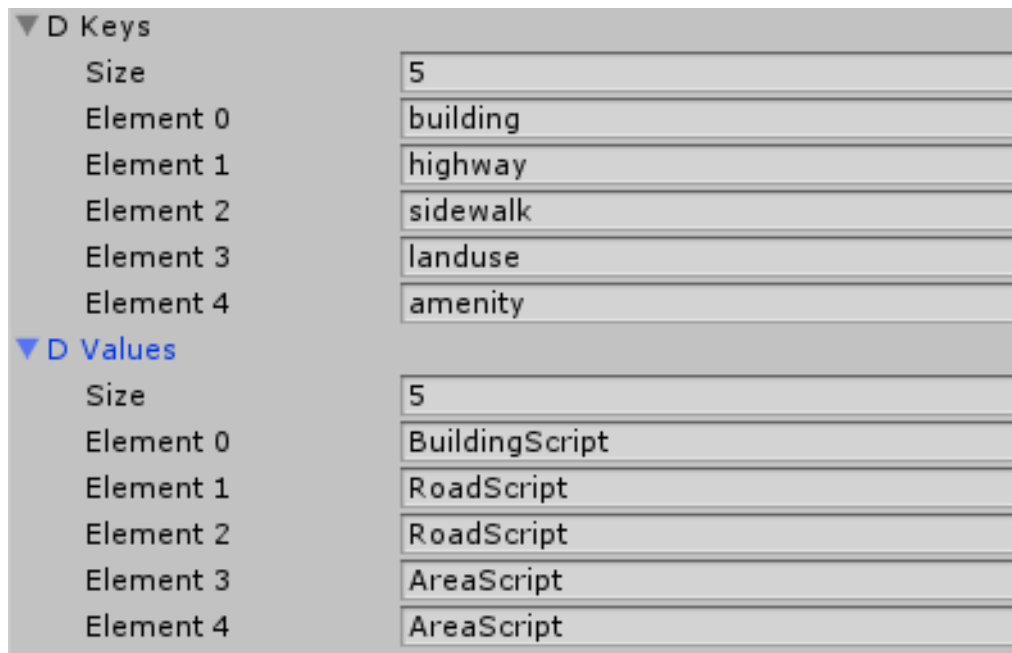 D Keys
Size 5
Element 0 building
Element 1 highway
Element 2 sidewalk
Element 3 landuse
Element 4 amenity
D Values
Size 5
Element 0 BuildingScript
Element 1 RoadScript
Element 2 RoadScript
Element 3 AreaScript
Element 4 AreaScript